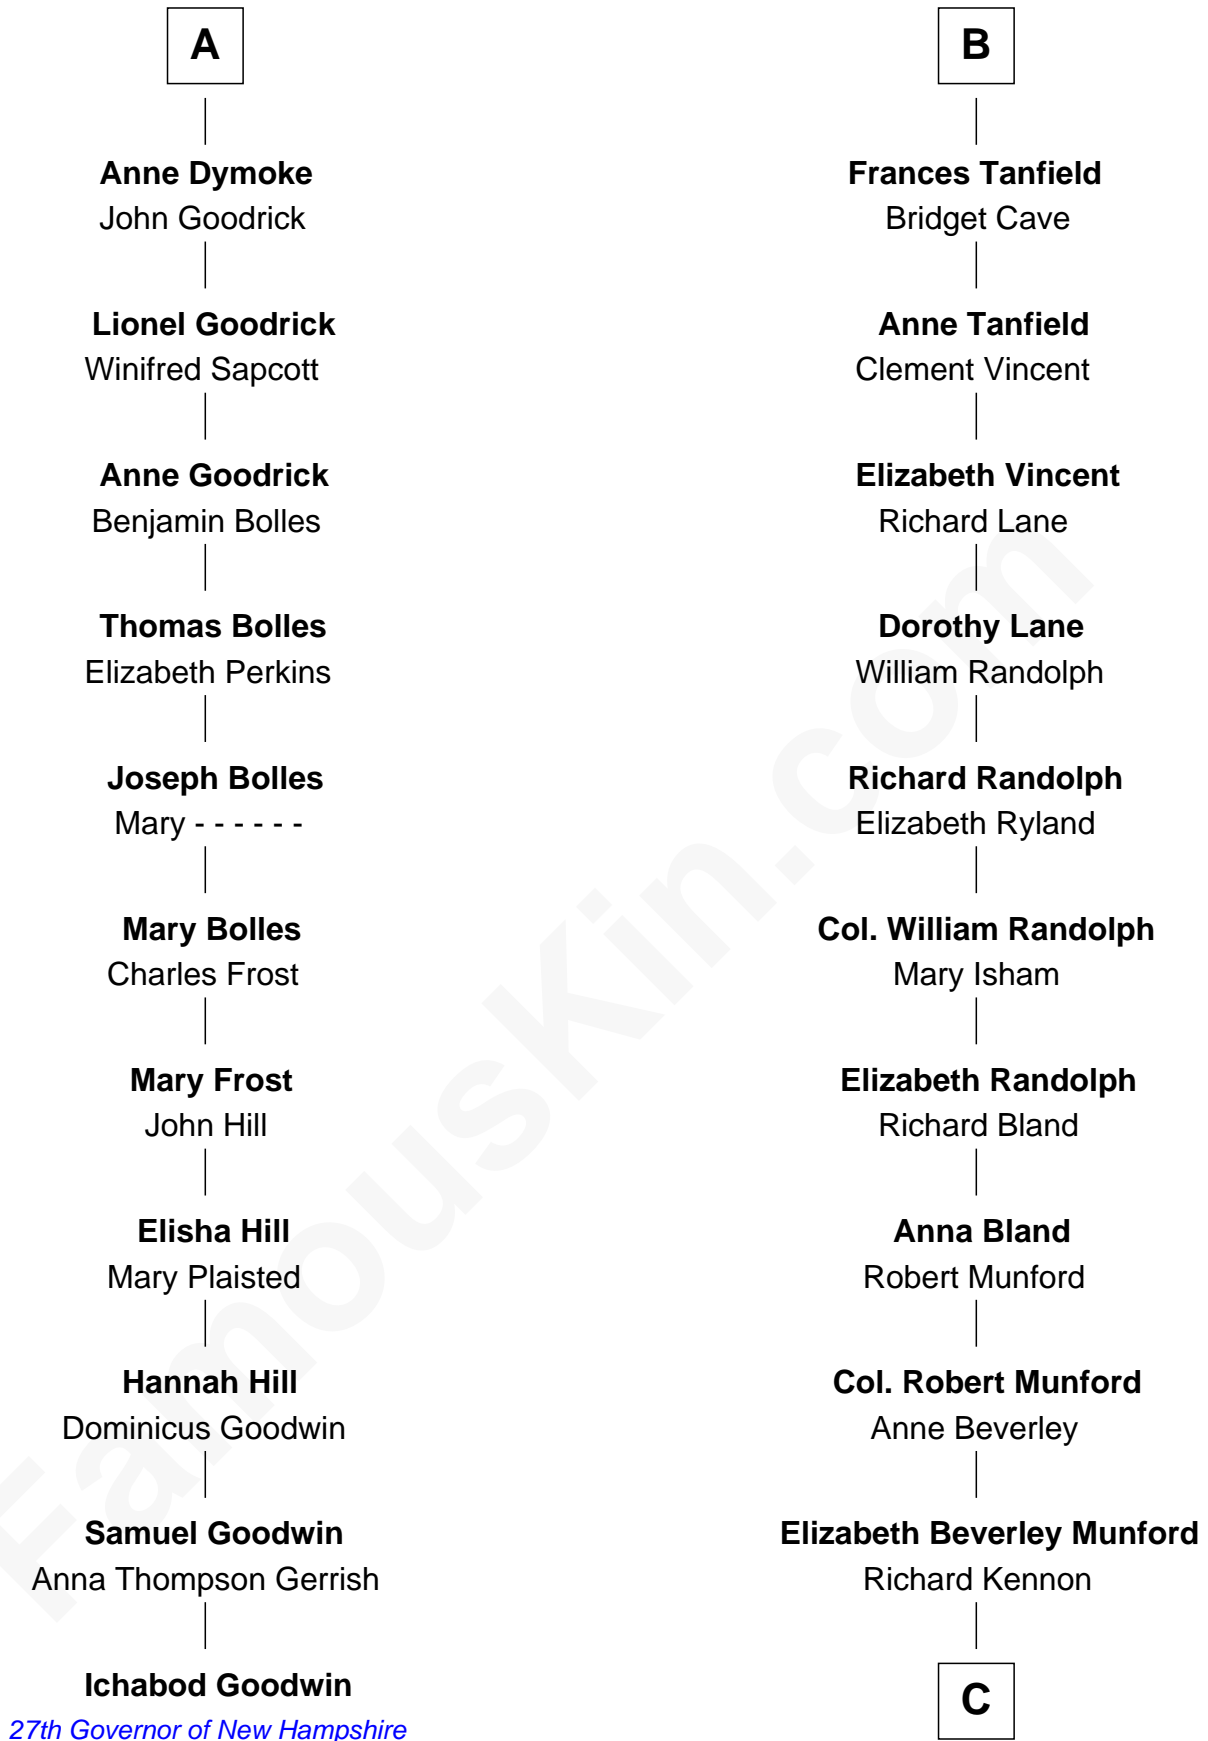 A
Anne Dymoke
John Goodrick
Lionel Goodrick
Winifred Sapcott
Anne Goodrick
Benjamin Bolles
Thomas Bolles
Elizabeth Perkins
Joseph Bolles
Mary - - - - - -
Mary Bolles
Charles Frost
Mary Frost
John Hill
Elisha Hill
Mary Plaisted
Hannah Hill
Dominicus Goodwin
Samuel Goodwin
Anna Thompson Gerrish
Ichabod Goodwin
27th Governor of New Hampshire
B
Frances Tanfield
Bridget Cave
Anne Tanfield
Clement Vincent
Elizabeth Vincent
Richard Lane
Dorothy Lane
William Randolph
Richard Randolph
Elizabeth Ryland
Col. William Randolph
Mary Isham
Elizabeth Randolph
Richard Bland
Anna Bland
Robert Munford
Col. Robert Munford
Anne Beverley
Elizabeth Beverley Munford
Richard Kennon
C
FamousKin.com